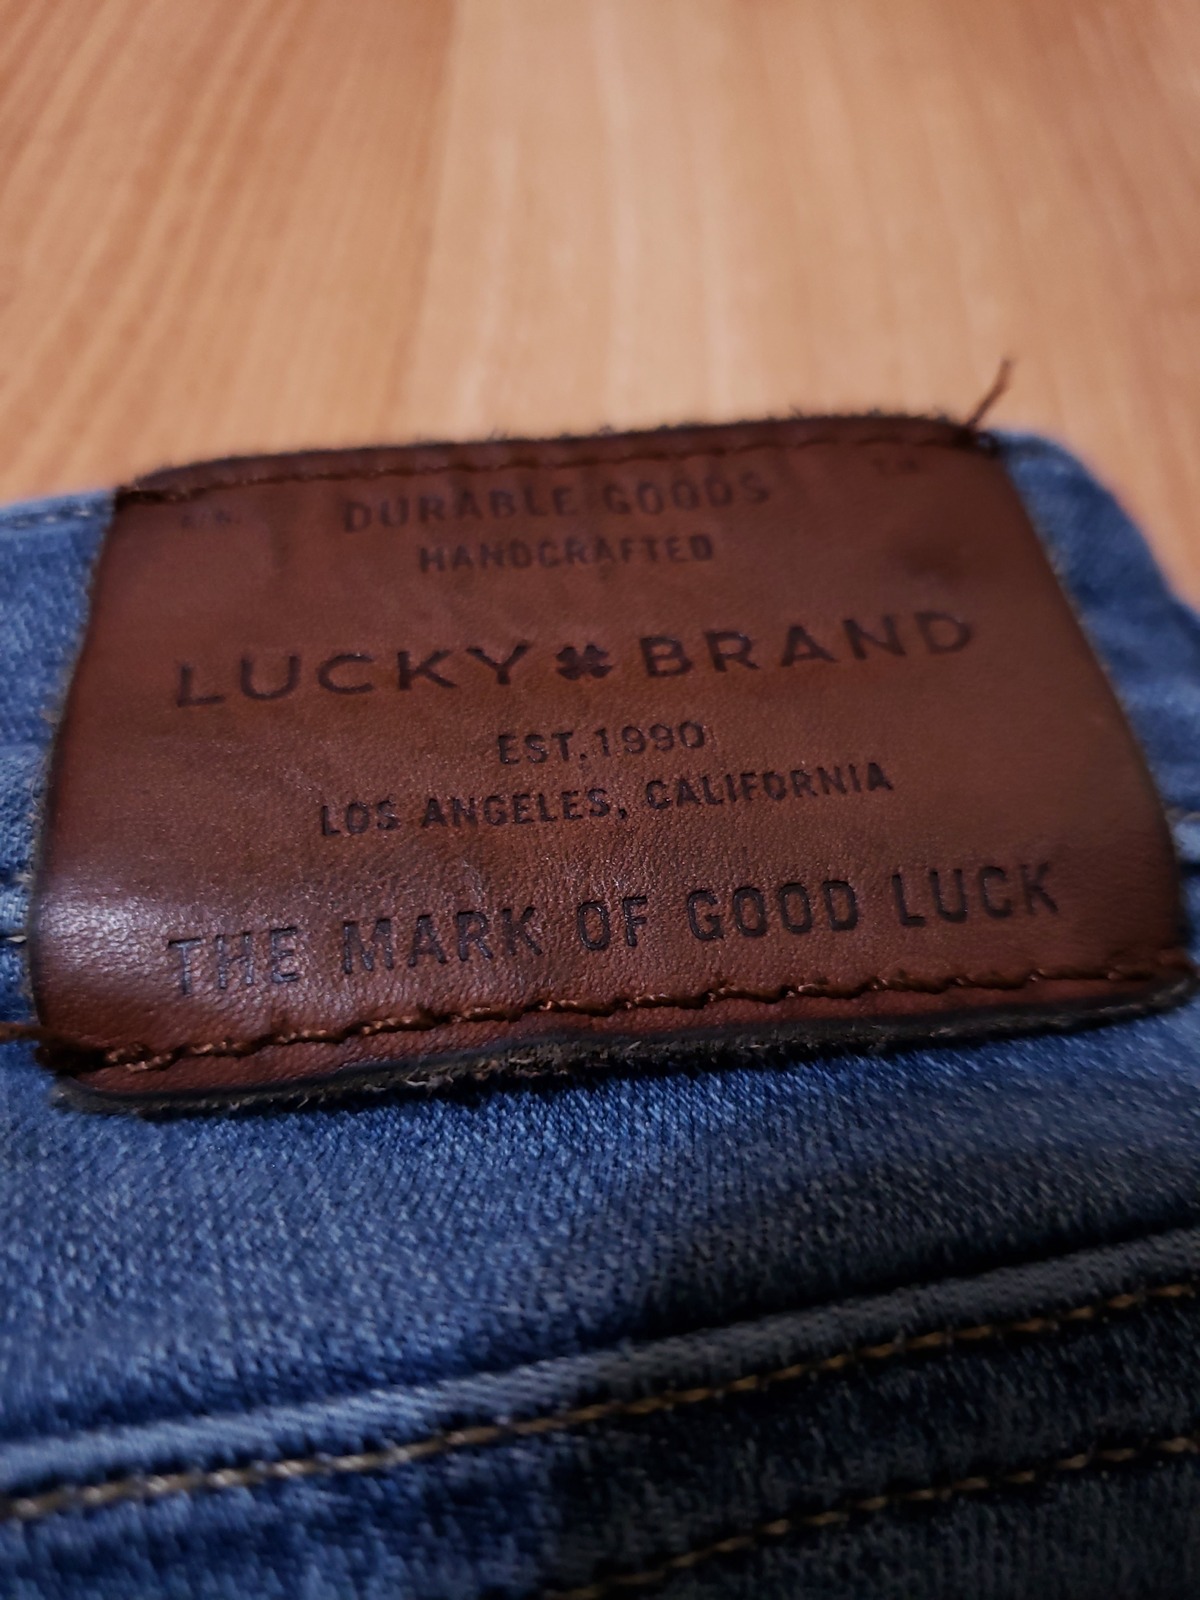 DURABLE GOODS
HANDCRAFTED
LUCKY BRAND
EST. 1990
LOS ANGELES, CALIFORNIA
THE MARK OF GOOD LUCK